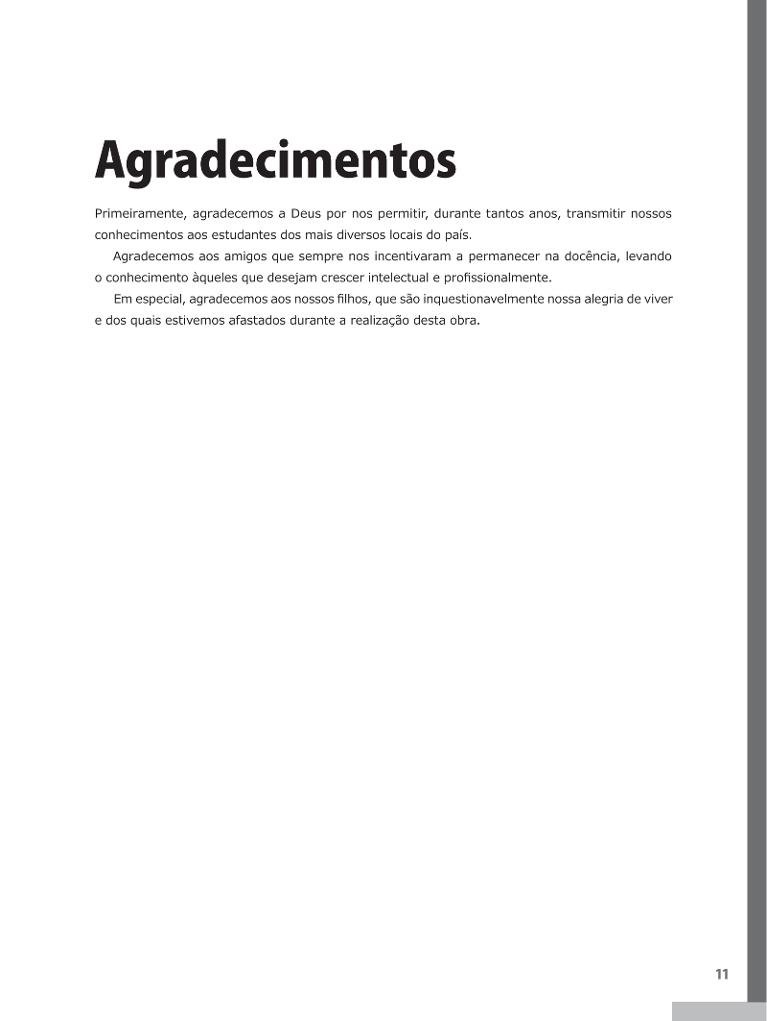 Agradecimentos
Primeiramente, agradecemos a Deus por nos permitir, durante tantos anos, transmitir nossos
conhecimentos aos estudantes dos mais diversos locais do país.
Agradecemos aos amigos que sempre nos incentivaram a permanecer na docência, levando
o conhecimento àqueles que desejam crescer intelectual e profissionalmente.
Em especial, agradecemos aos nossos filhos, que são inquestionavelmente nossa alegria de viver
e dos quais estivemos afastados durante a realização desta obra.
11